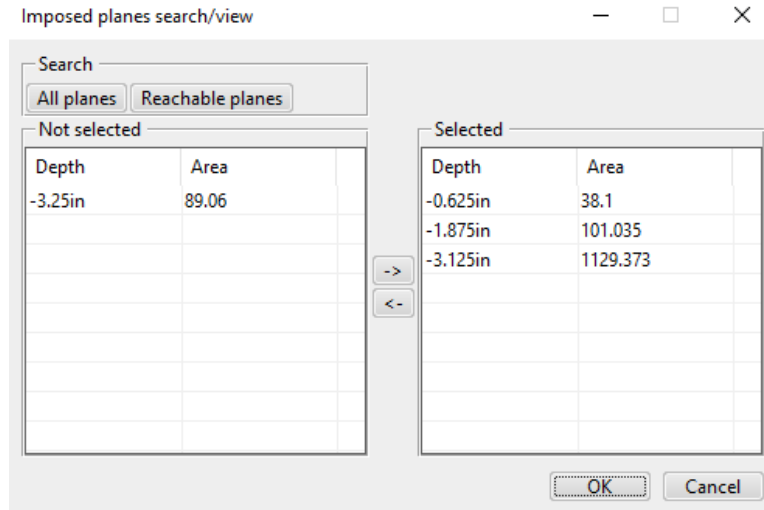 Imposed planes search/view
Search
All planes Reachable planes
Not selected
Depth Area
-3.25in 89.06
->
<-
Selected
Depth Area
-0.625in 38.1
-1.875in 101.035
-3.125in 1129.373
OK Cancel